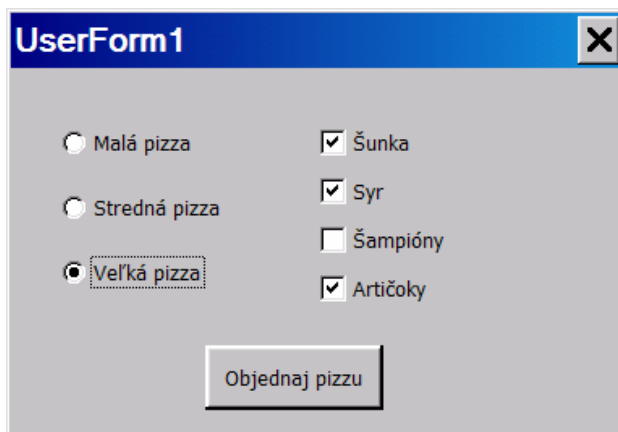 UserForm1
Malá pizza
Stredná pizza
Veľká pizza
Šunka
Syr
Šampióny
Artičoky
Objednaj pizzu